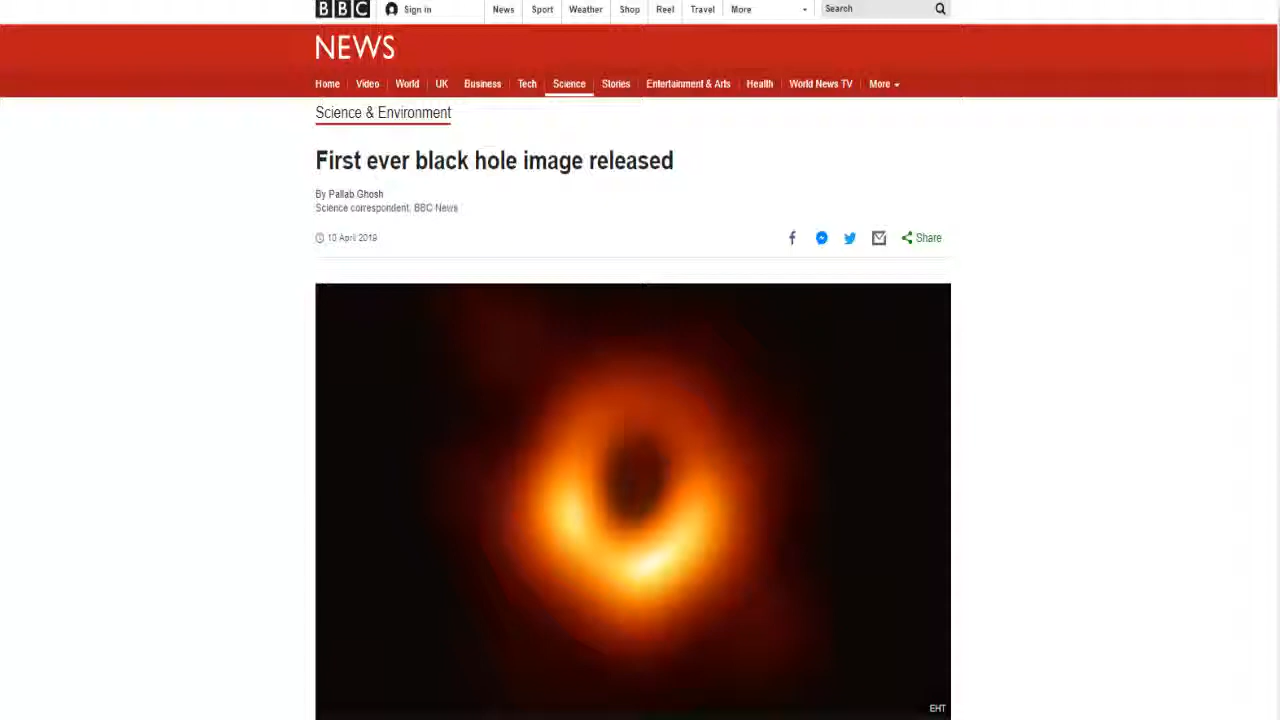 BBC Sign in News Sport Weather Shop Reel Travel More Search
NEWS
Home Video World UK Business Tech Science Stories Entertainment & Arts Health World News TV More
Science & Environment
First ever black hole image released
By Pallab Ghosh
Science correspondent, BBC News
10 April 2019
Share
EHT